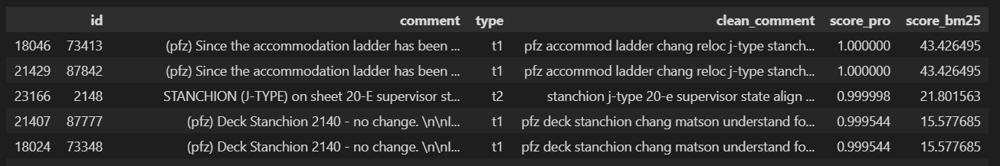 id comment type clean_comment score_pro score_bm25
18046 73413 (pfz) Since the accommodation ladder has been ... t1 pfz accommod ladder chang reloc j-type stanch... 1.000000 43.426495
21429 87842 (pfz) Since the accommodation ladder has been ... t1 pfz accommod ladder chang reloc j-type stanch... 1.000000 43.426495
23166 2148 STANCHION (J-TYPE) on sheet 20-E supervisor st... t2 stanchion j-type 20-e supervisor state align ... 0.999998 21.801563
21407 87777 (pfz) Deck Stanchion 2140 - no change. \n\nI... t1 pfz deck stanchion chang matson understand fo... 0.999544 15.577685
18024 73348 (pfz) Deck Stanchion 2140 - no change. \n\nI... t1 pfz deck stanchion chang matson understand fo... 0.999544 15.577685